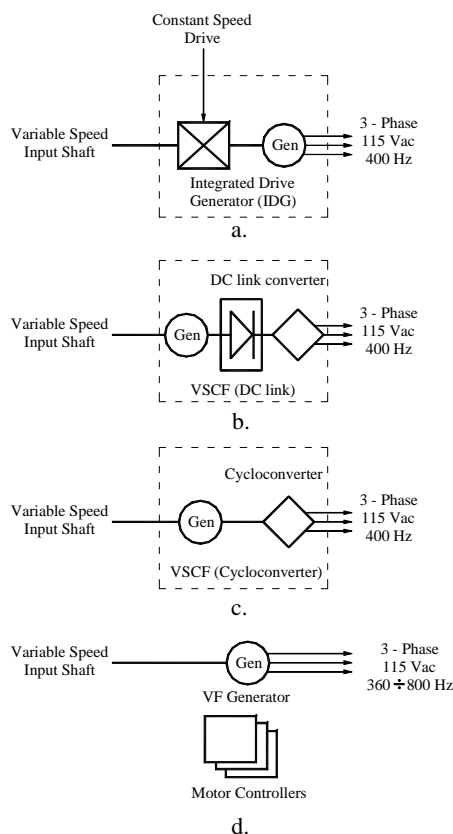 Constant Speed
Drive
Variable Speed
Input Shaft
Gen
3 - Phase
115 Vac
400 Hz
Integrated Drive
Generator (IDG)
a.
DC link converter
Variable Speed
Input Shaft
Gen
3 - Phase
115 Vac
400 Hz
VSCF (DC link)
b.
Cycloconverter
Variable Speed
Input Shaft
Gen
3 - Phase
115 Vac
400 Hz
VSCF (Cycloconverter)
c.
Variable Speed
Input Shaft
Gen
3 - Phase
115 Vac
360÷800 Hz
VF Generator
Motor Controllers
d.